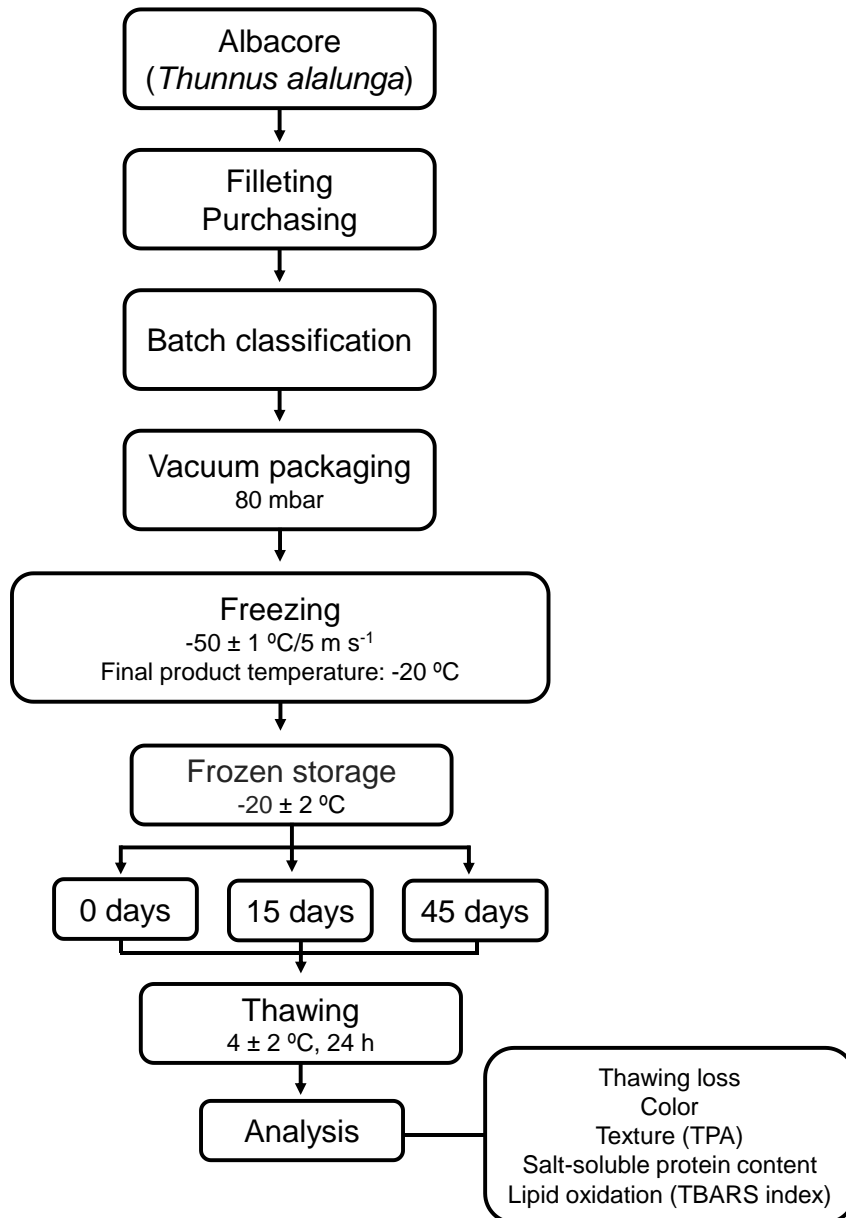 Albacore
(Thunnus alalunga)
Filleting
Purchasing
Batch classification
Vacuum packaging
80 mbar
Freezing
-50 ± 1 ºC/5 m s-1
Final product temperature: -20 ºC
Frozen storage
-20 ± 2 ºC
0 days
15 days
45 days
Thawing
4 ± 2 ºC, 24 h
Analysis
Thawing loss
Color
Texture (TPA)
Salt-soluble protein content
Lipid oxidation (TBARS index)